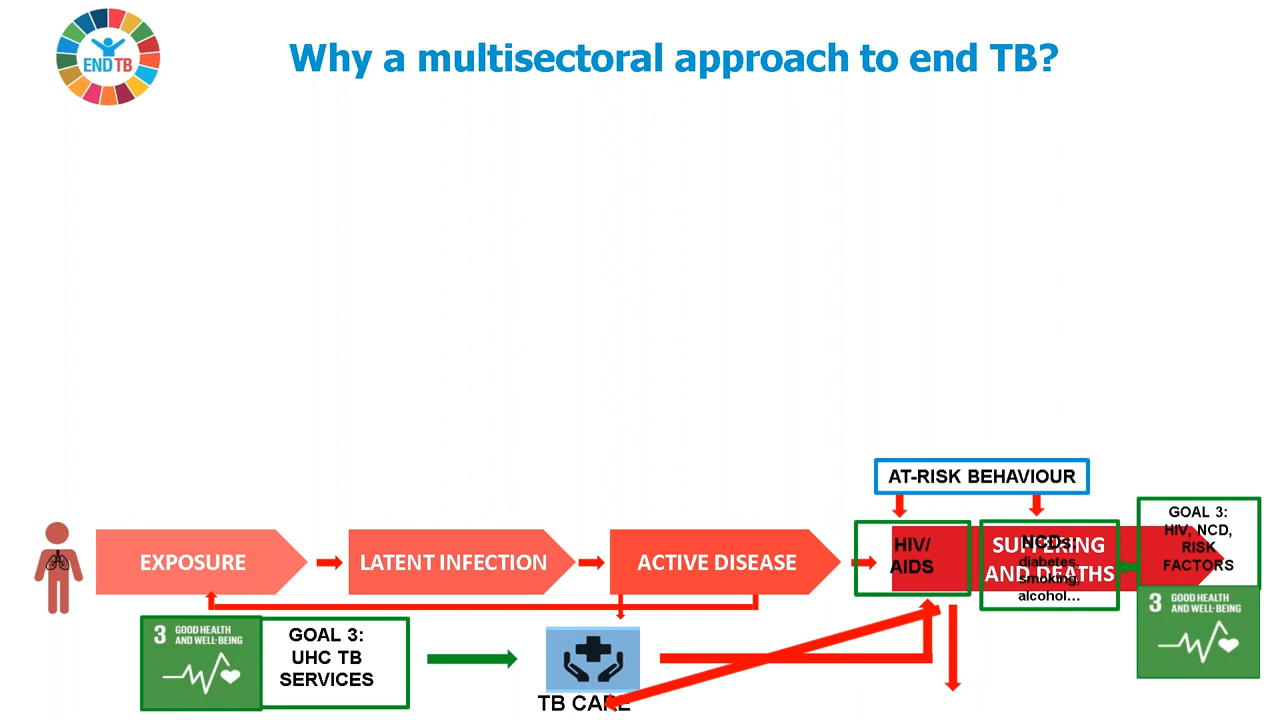 END TB
Why a multisectoral approach to end TB?
AT-RISK BEHAVIOUR
EXPOSURE
LATENT INFECTION
ACTIVE DISEASE
HIV/
AIDS
SUFFERING
AND DEATHS
NCDs,
diabetes,
smoking,
alcohol...
GOAL 3:
HIV, NCD,
RISK
FACTORS
3 GOOD HEALTH
AND WELL-BEING
3 GOOD HEALTH
AND WELL-BEING
GOAL 3:
UHC TB
SERVICES
TB CARE